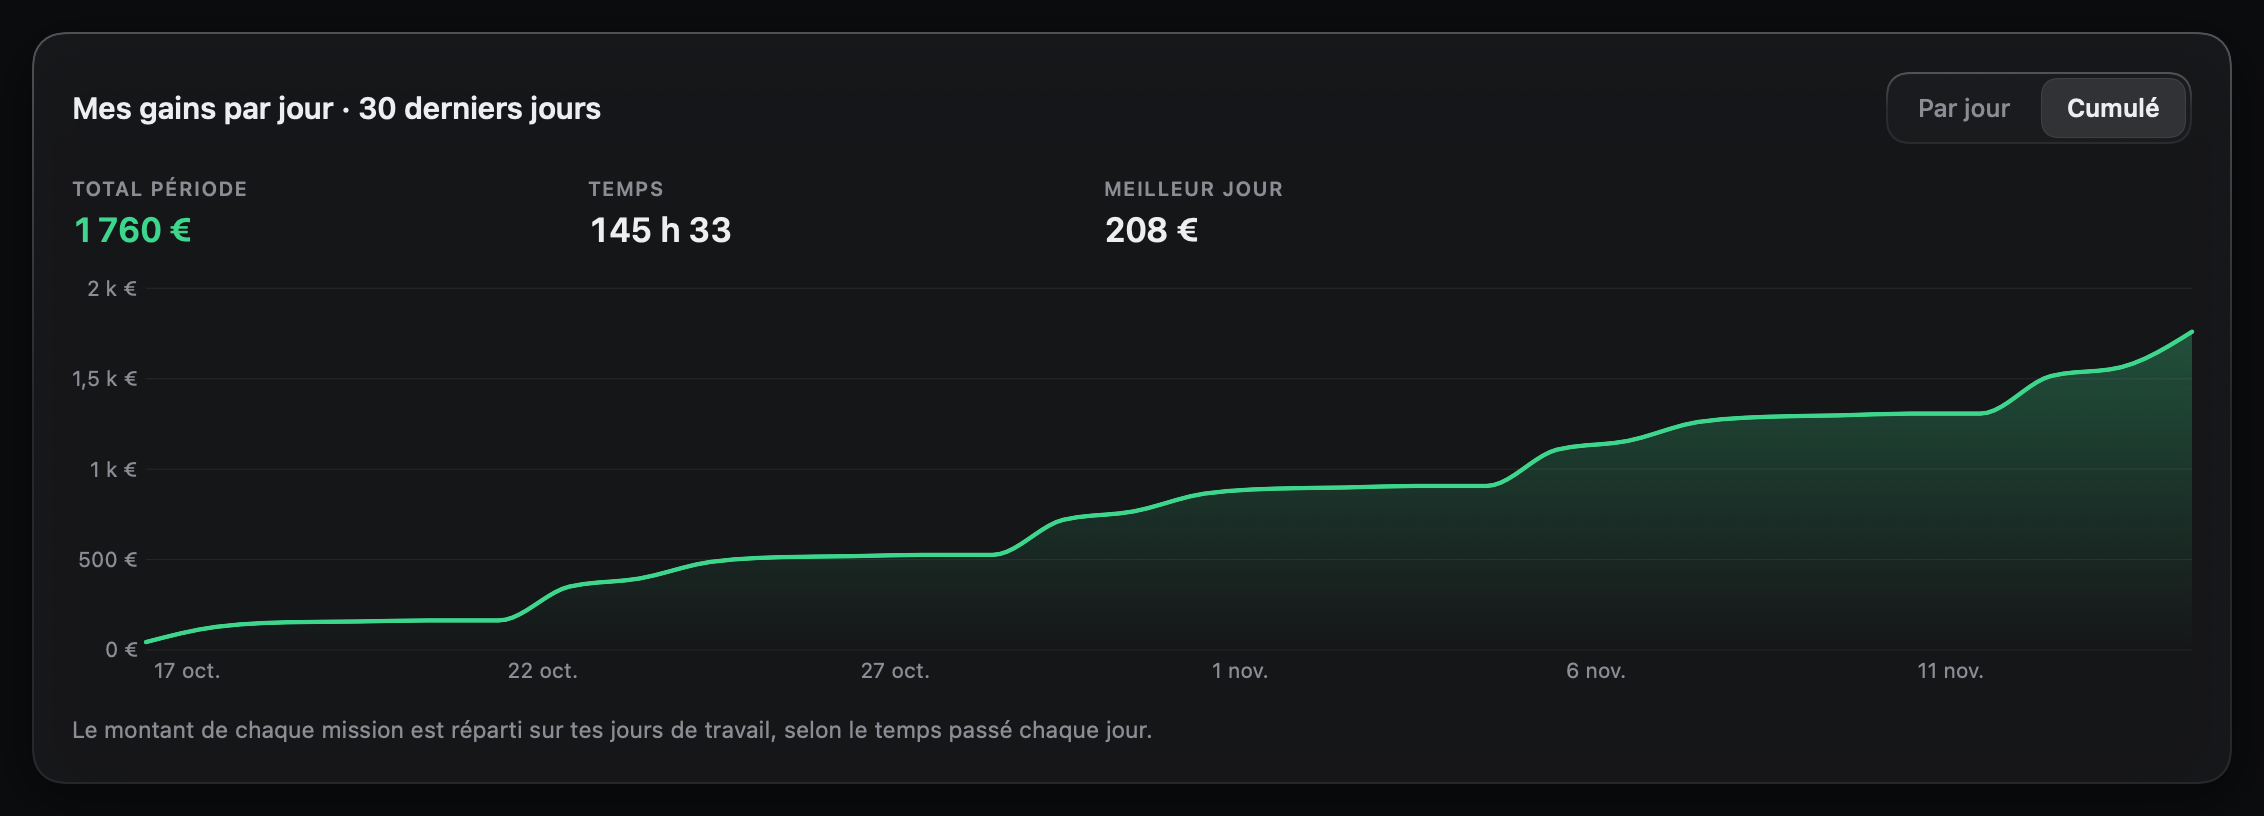 Mes gains par jour · 30 derniers jours
Par jour
Cumulé
TOTAL PÉRIODE
1 760 €
TEMPS
145 h 33
MEILLEUR JOUR
208 €
2 k €
1,5 k €
1 k €
500 €
0 €
17 oct.
22 oct.
27 oct.
1 nov.
6 nov.
11 nov.
Le montant de chaque mission est réparti sur tes jours de travail, selon le temps passé chaque jour.